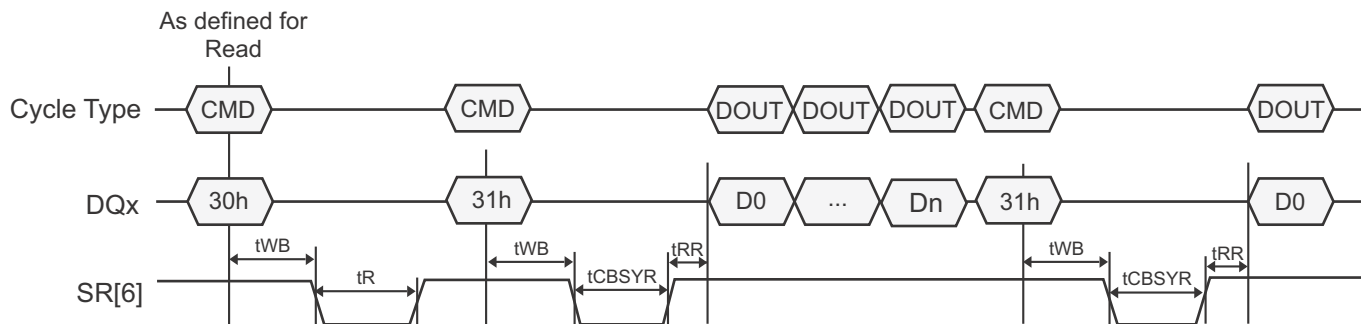 As defined for
Read
Cycle Type CMD CMD DOUT DOUT DOUT CMD DOUT
DQx 30h 31h D0 ... Dn 31h D0
tWB tWB tRR tWB tRR
tR tCBSYR tCBSYR
SR[6]